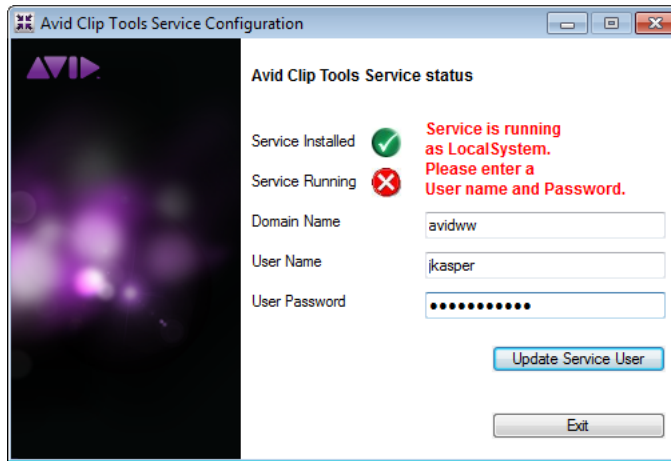 Avid Clip Tools Service Configuration
AVID
Avid Clip Tools Service status
Service Installed
Service is running
as LocalSystem.
Please enter a
User name and Password.
Service Running
Domain Name
avidww
User Name
jkasper
User Password
●●●●●●●●●●●
Update Service User
Exit